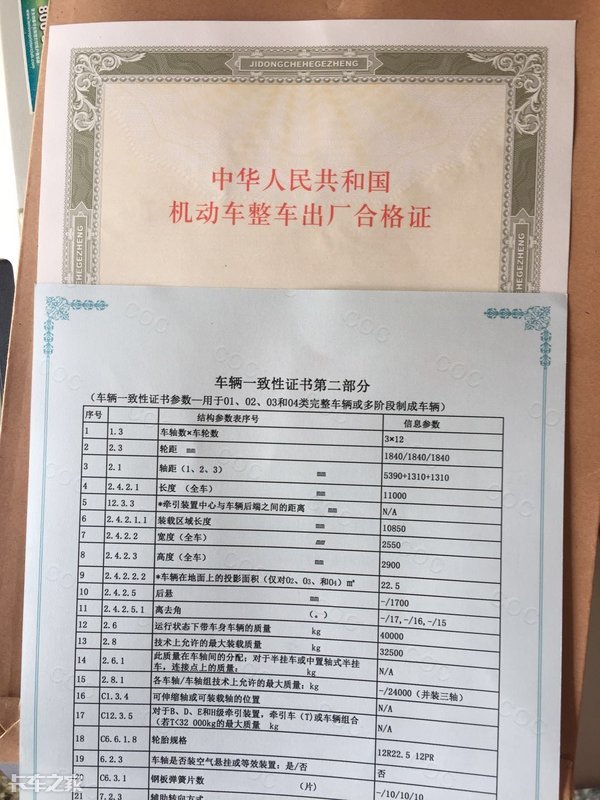 JIDONGCHEHEGEZHENG
中华人民共和国
机动车整车出厂合格证
车辆一致性证书第二部分
(车辆一致性证书参数—用于O1、O2、O3和O4类完整车辆或多阶段制成车辆)
序号 结构参数表序号 信息参数
1 1.3 车轴数×车轮数 3×12
2 2.3 轮距 mm 1840/1840/1840
3 2.1 轴距(1、2、3) mm 5390+1310+1310
4 2.4.2.1 长度(全车) mm 11000
5 12.3.3 *牵引装置中心与车辆后端之间的距离 mm N/A
6 2.4.2.1.1 装载区域长度 mm 10850
7 2.4.2.2 宽度(全车) mm 2550
8 2.4.2.3 高度(全车) mm 2900
9 2.4.2.2.2 *车辆在地面上的投影面积(仅对O2、O3、和O4)㎡ 22.5
10 2.4.2.5 后悬 mm -/1700
11 2.4.2.5.1 离去角 (。) -/17,-/16,-/15
12 2.6 运行状态下带车身车辆的质量 kg 40000
13 2.8 技术上允许的最大装载质量 kg 32500
14 2.6.1 此质量在车轴间的分配:对于半挂车或中置轴式半挂车,连接点上的质量: kg N/A
15 2.8.1 各车轴/车轴组技术上允许的最大质量:kg -/24000(并装三轴)
16 C1.3.4 可伸缩轴或可装载轴的位置 N/A
17 C12.3.5 对于B、D、E和H级牵引装置,牵引车(T)或车辆组合(若T<32 000kg的最大质量 kg N/A
18 C6.6.1.8 轮胎规格 12R22.5 12PR
19 6.2.3 车轴是否装空气悬挂或等效装置:是/否 否
20 C6.3.1 钢板弹簧片数 (片) -/10/10/10
21 7.2.3 辅助转向方式
卡车之家